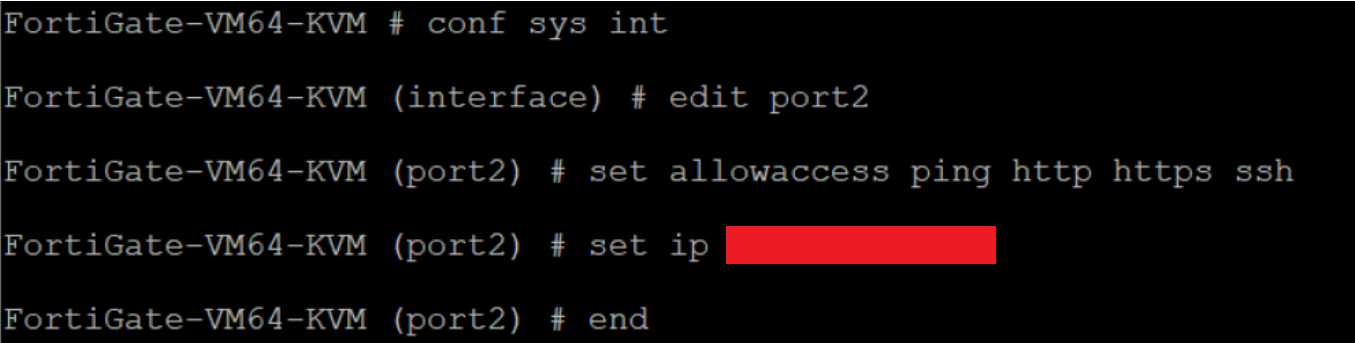 FortiGate-VM64-KVM # conf sys int
FortiGate-VM64-KVM (interface) # edit port2
FortiGate-VM64-KVM (port2) # set allowaccess ping http https ssh
FortiGate-VM64-KVM (port2) # set ip
FortiGate-VM64-KVM (port2) # end